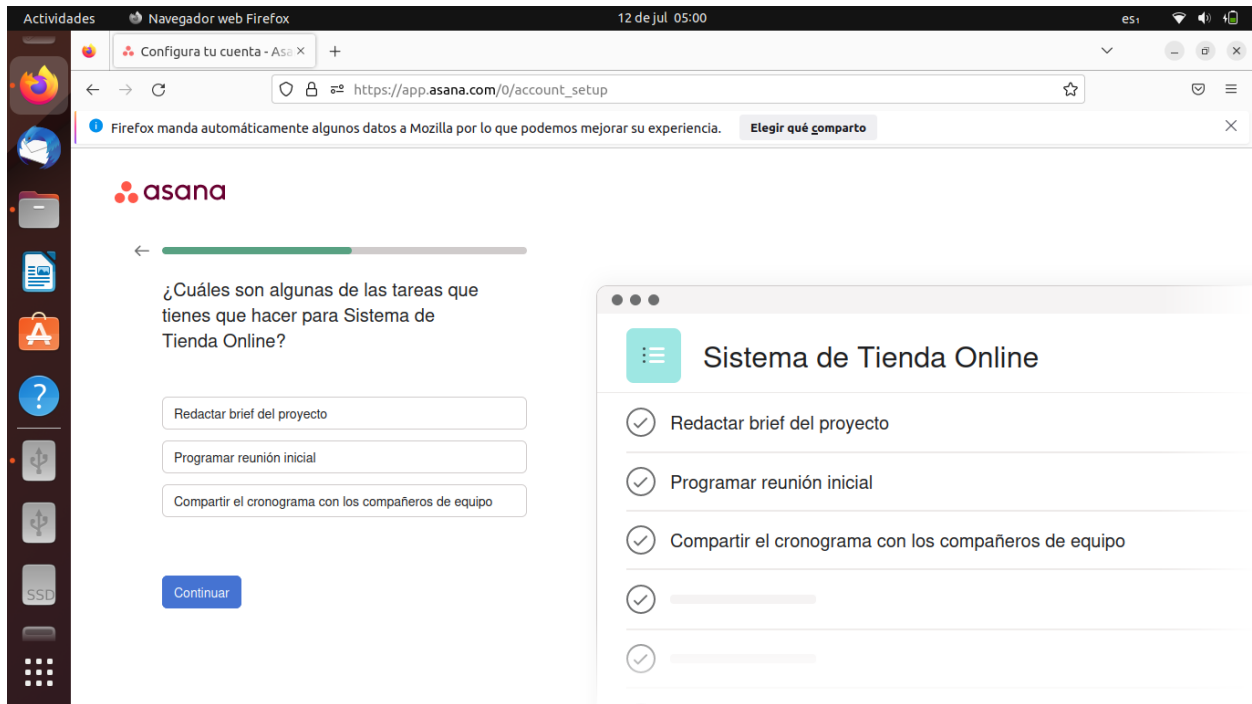 Actividades
Navegador web Firefox
12 de jul 05:00
es₁
Configura tu cuenta - Asa
https://app.asana.com/0/account_setup
Firefox manda automáticamente algunos datos a Mozilla por lo que podemos mejorar su experiencia.
Elegir qué comparto
asana
¿Cuáles son algunas de las tareas que
tienes que hacer para Sistema de
Tienda Online?
Redactar brief del proyecto
Programar reunión inicial
Compartir el cronograma con los compañeros de equipo
Continuar
Sistema de Tienda Online
Redactar brief del proyecto
Programar reunión inicial
Compartir el cronograma con los compañeros de equipo
SSD